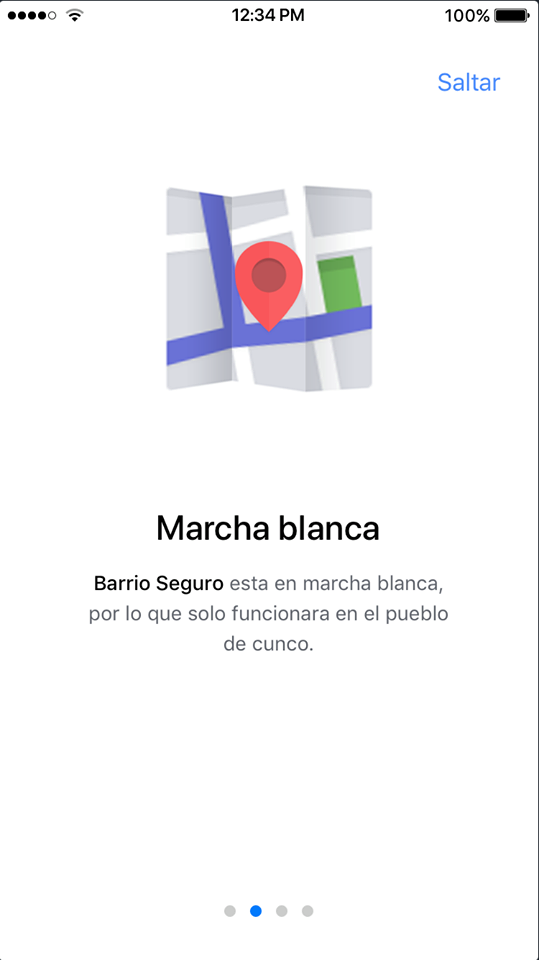 12:34 PM
100%
Saltar
Marcha blanca
Barrio Seguro esta en marcha blanca,
por lo que solo funcionara en el pueblo
de cunco.